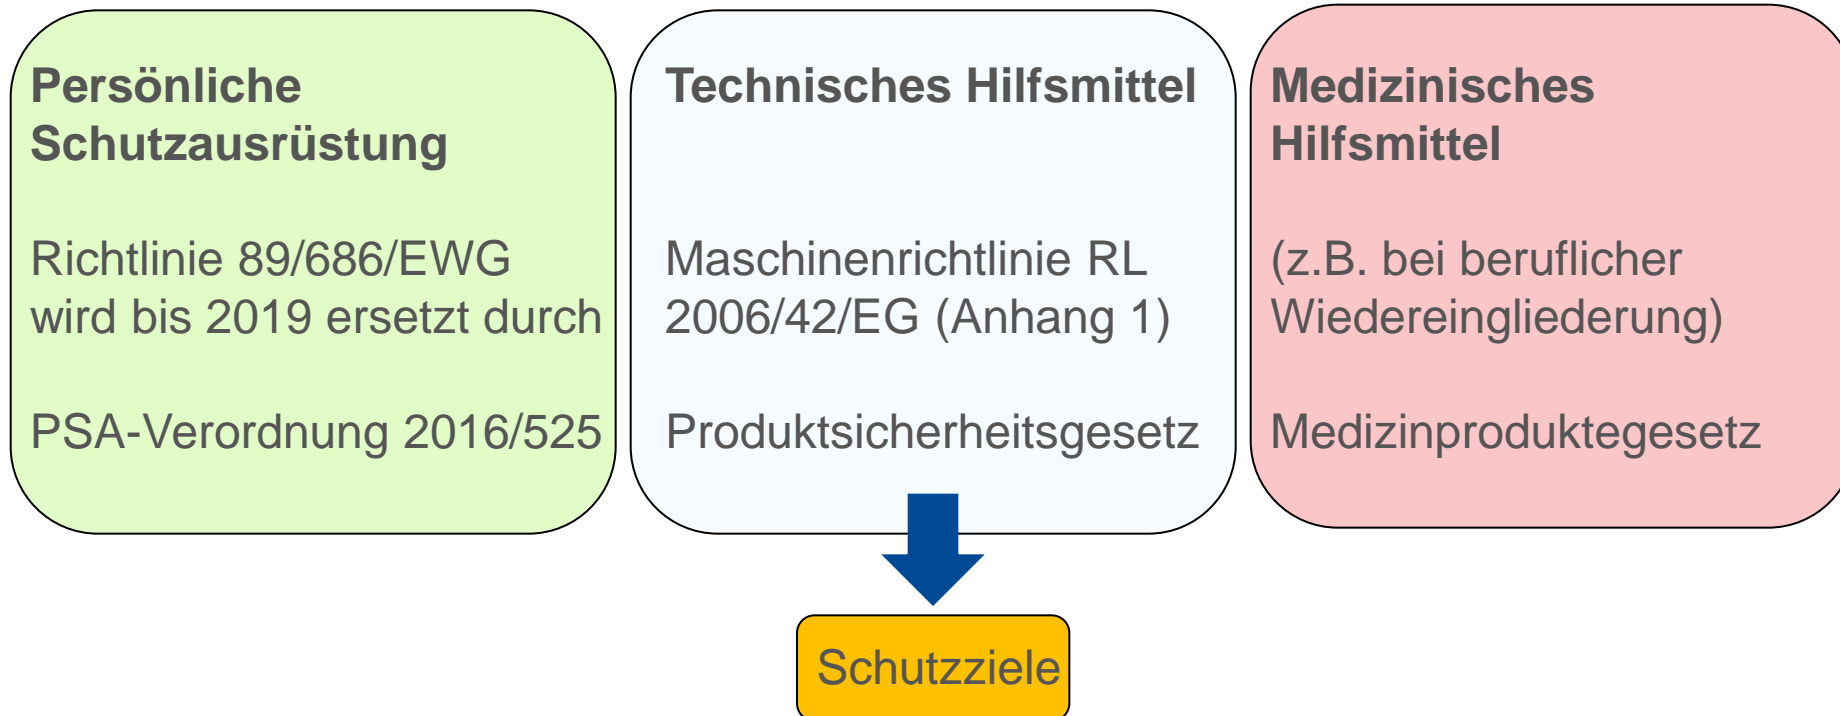 Persönliche
Schutzausrüstung
Richtlinie 89/686/EWG
wird bis 2019 ersetzt durch
PSA-Verordnung 2016/525
Technisches Hilfsmittel
Maschinenrichtlinie RL
2006/42/EG (Anhang 1)
Produktsicherheitsgesetz
Medizinisches
Hilfsmittel
(z.B. bei beruflicher
Wiedereingliederung)
Medizinproduktegesetz
Schutzziele